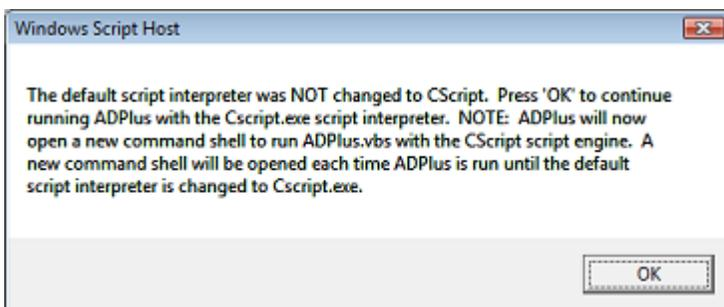 Windows Script Host
The default script interpreter was NOT changed to CScript. Press 'OK' to continue
running ADPlus with the Cscript.exe script interpreter. NOTE: ADPlus will now
open a new command shell to run ADPlus.vbs with the CScript script engine. A
new command shell will be opened each time ADPlus is run until the default
script interpreter is changed to Cscript.exe.
OK